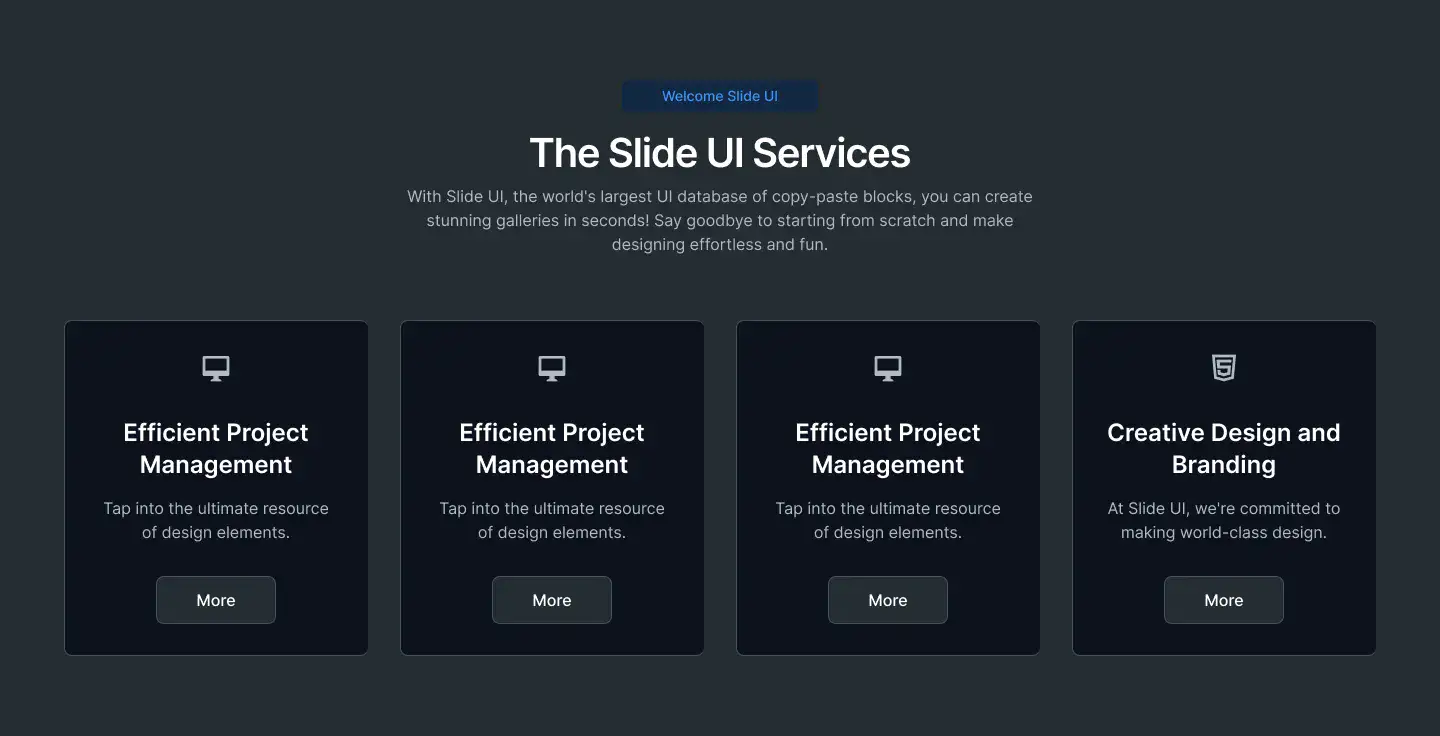 Welcome Slide UI
The Slide UI Services
With Slide UI, the world's largest UI database of copy-paste blocks, you can create
stunning galleries in seconds! Say goodbye to starting from scratch and make
designing effortless and fun.
Efficient Project
Management
Tap into the ultimate resource
of design elements.
More
Efficient Project
Management
Tap into the ultimate resource
of design elements.
More
Efficient Project
Management
Tap into the ultimate resource
of design elements.
More
Creative Design and
Branding
At Slide UI, we're committed to
making world-class design.
More